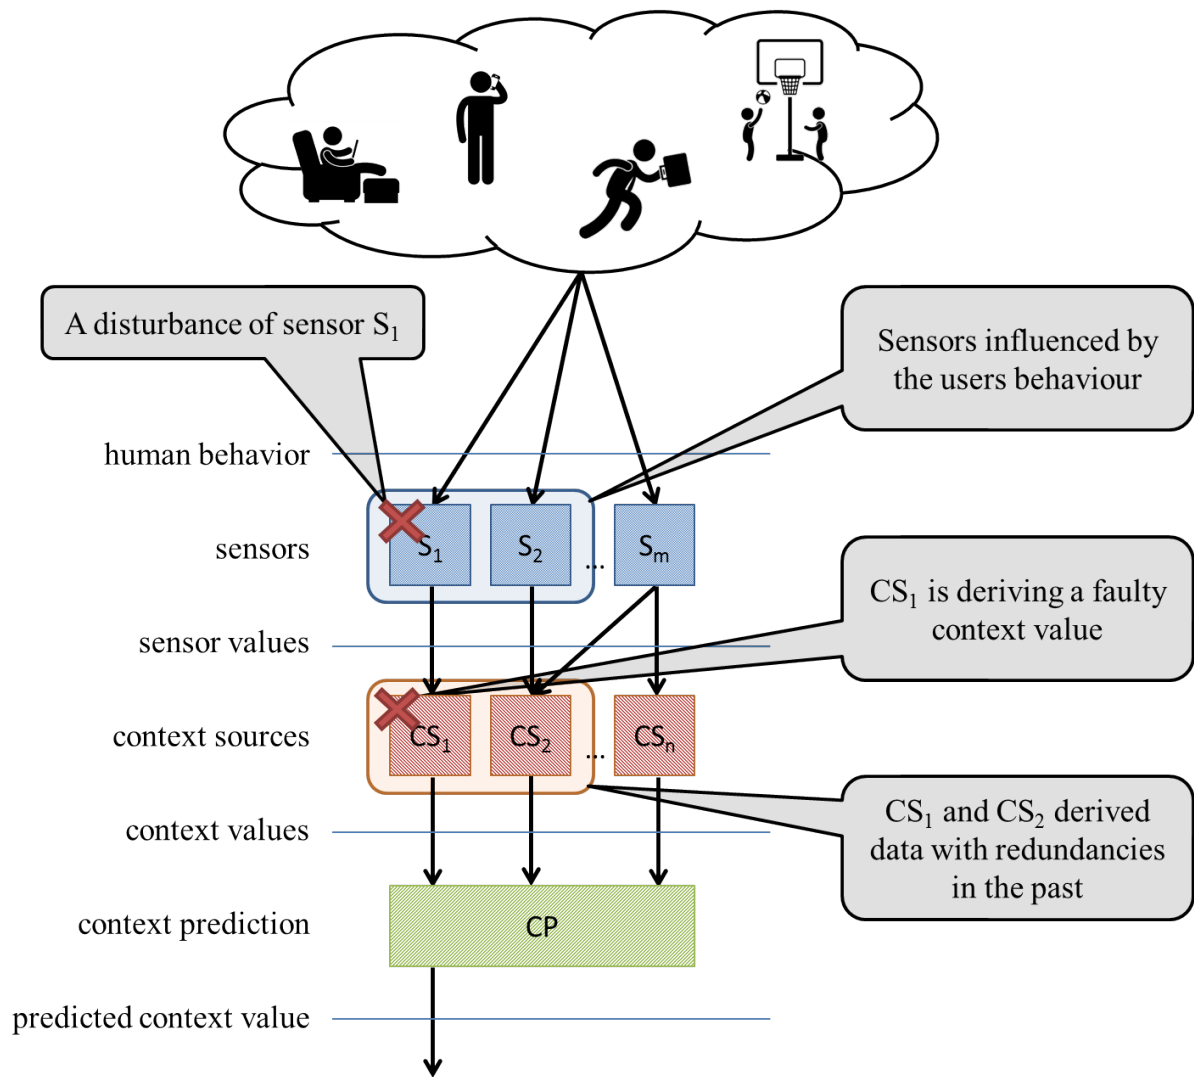 A disturbance of sensor S₁
Sensors influenced by
the users behaviour
human behavior
sensors
S₁
S₂
...
Sₘ
CS₁ is deriving a faulty
context value
sensor values
context sources
CS₁
CS₂
...
CSₙ
CS₁ and CS₂ derived
data with redundancies
in the past
context values
context prediction
CP
predicted context value